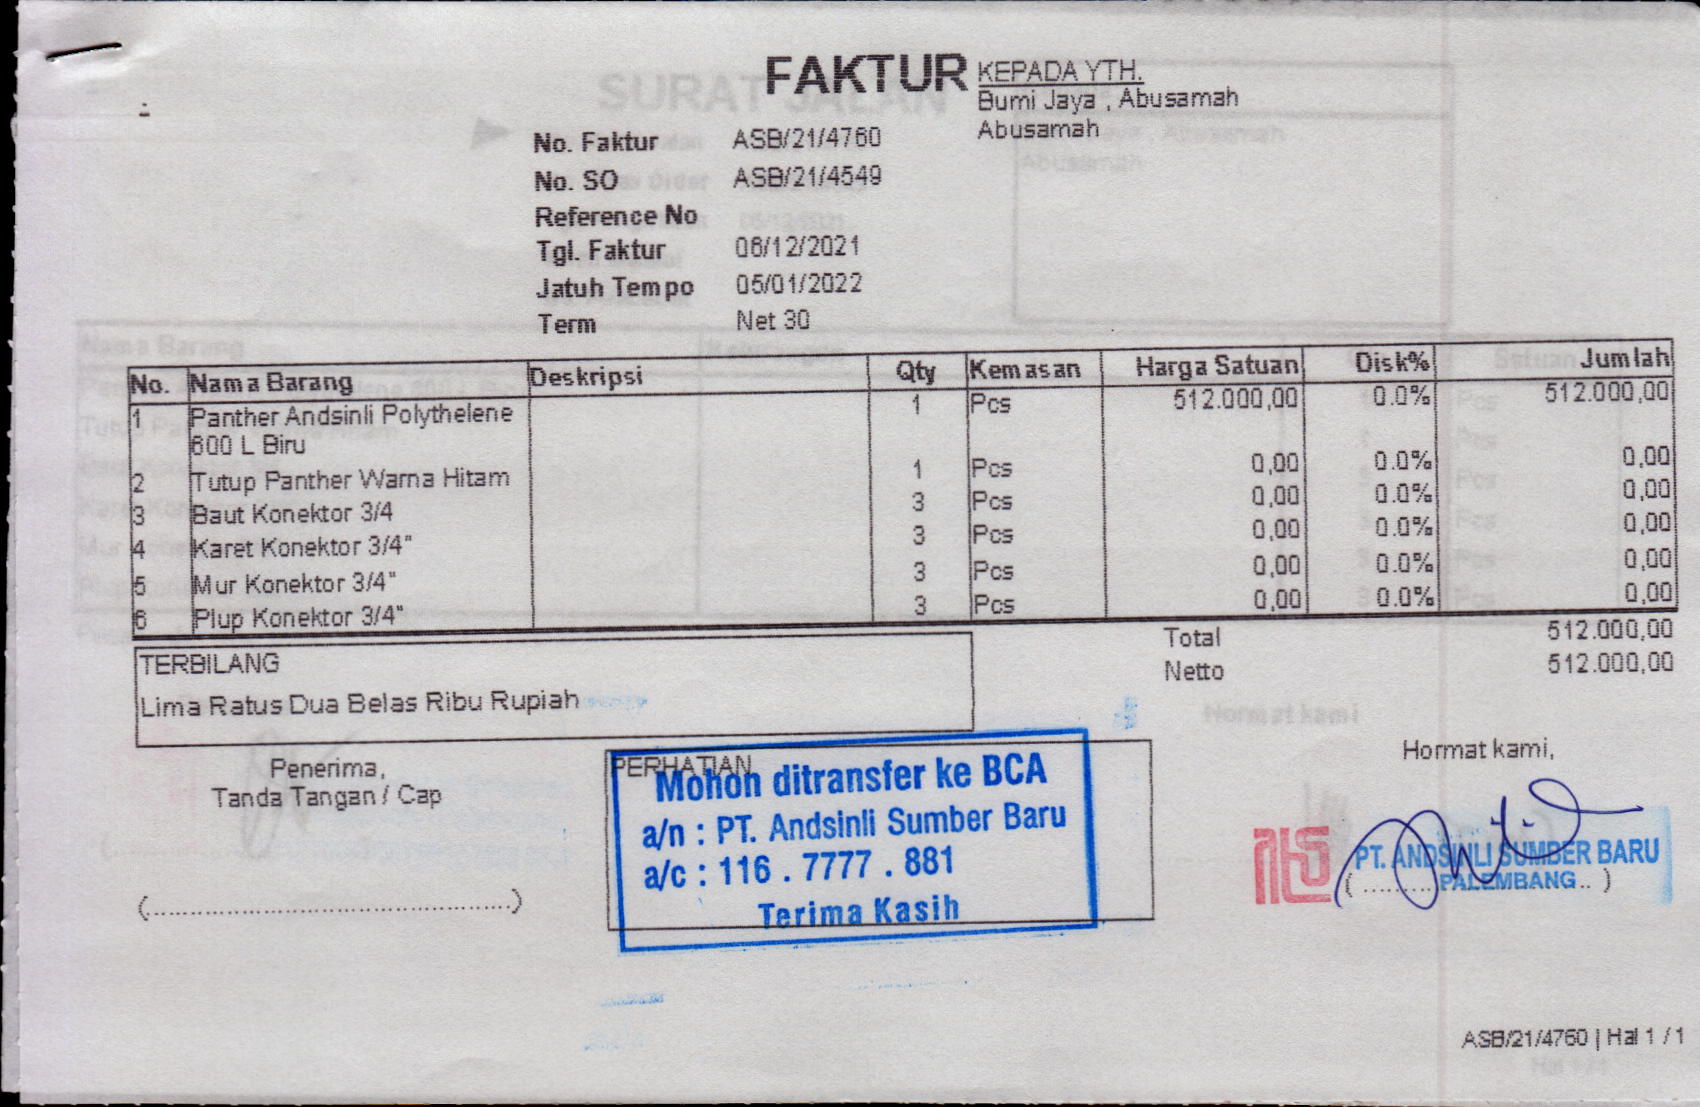 FAKTUR
KEPADA YTH.
Bumi Jaya , Abusamah
Abusamah
No. Faktur ASB/21/4760
No. SO ASB/21/4549
Reference No
Tgl. Faktur 06/12/2021
Jatuh Tempo 05/01/2022
Term Net 30
No. Nama Barang Deskripsi Qty Kemasan Harga Satuan Disk% Jumlah
1 Panther Andsinli Polythelene 1 Pcs 512.000,00 0.0% 512.000,00
600 L Biru
2 Tutup Panther Warna Hitam 1 Pcs 0,00 0.0% 0,00
3 Baut Konektor 3/4 3 Pcs 0,00 0.0% 0,00
4 Karet Konektor 3/4" 3 Pcs 0,00 0.0% 0,00
5 Mur Konektor 3/4" 3 Pcs 0,00 0.0% 0,00
6 Plup Konektor 3/4" 3 Pcs 0,00 0.0% 0,00
Total 512.000,00
Netto 512.000,00
TERBILANG
Lima Ratus Dua Belas Ribu Rupiah
Penerima,
Tanda Tangan / Cap
(..............................................)
PERHATIAN
Mohon ditransfer ke BCA
a/n : PT. Andsinli Sumber Baru
a/c : 116 . 7777 . 881
Terima Kasih
Hormat kami,
PT. ANDSINLI SUMBER BARU
PALEMBANG
ASB/21/4760 | Hal 1 / 1